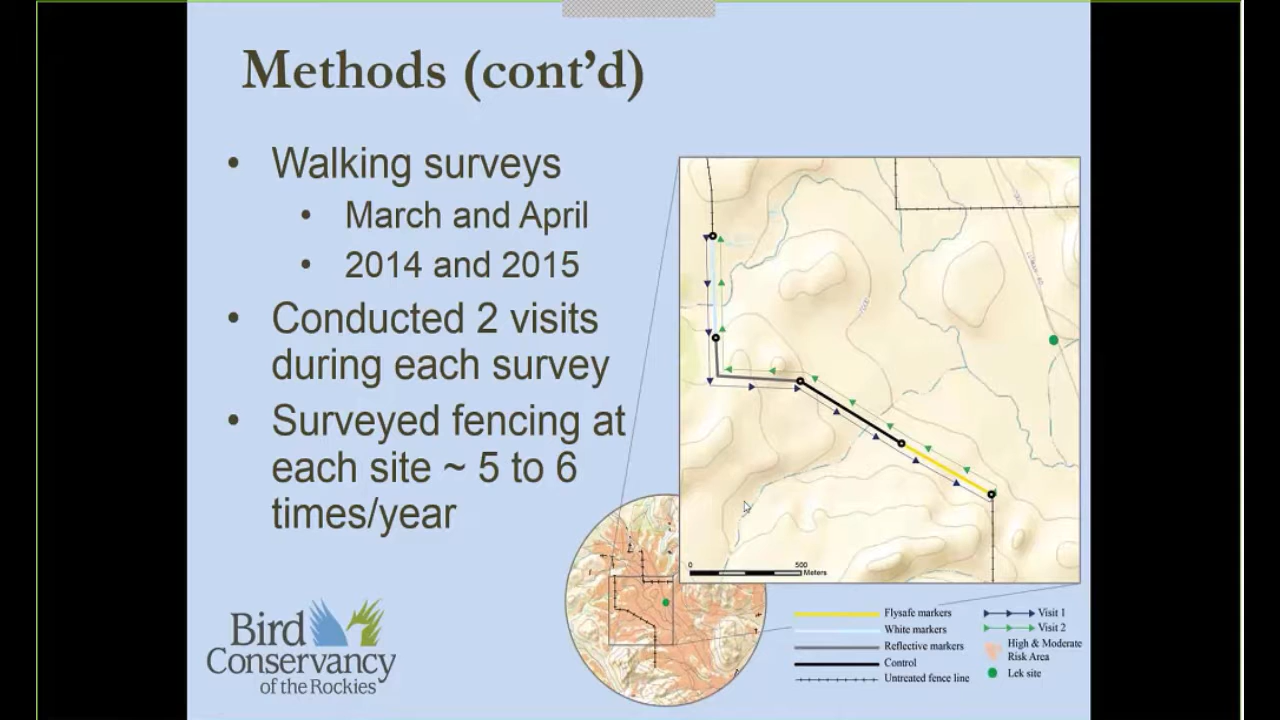 Methods (cont’d)
• Walking surveys
• March and April
• 2014 and 2015
• Conducted 2 visits
during each survey
• Surveyed fencing at
each site ~ 5 to 6
times/year
0 500
Meters
Flysafe markers
White markers
Reflective markers
Control
Untreated fence line
Visit 1
Visit 2
High & Moderate
Risk Area
Lek site
Bird
Conservancy
of the Rockies